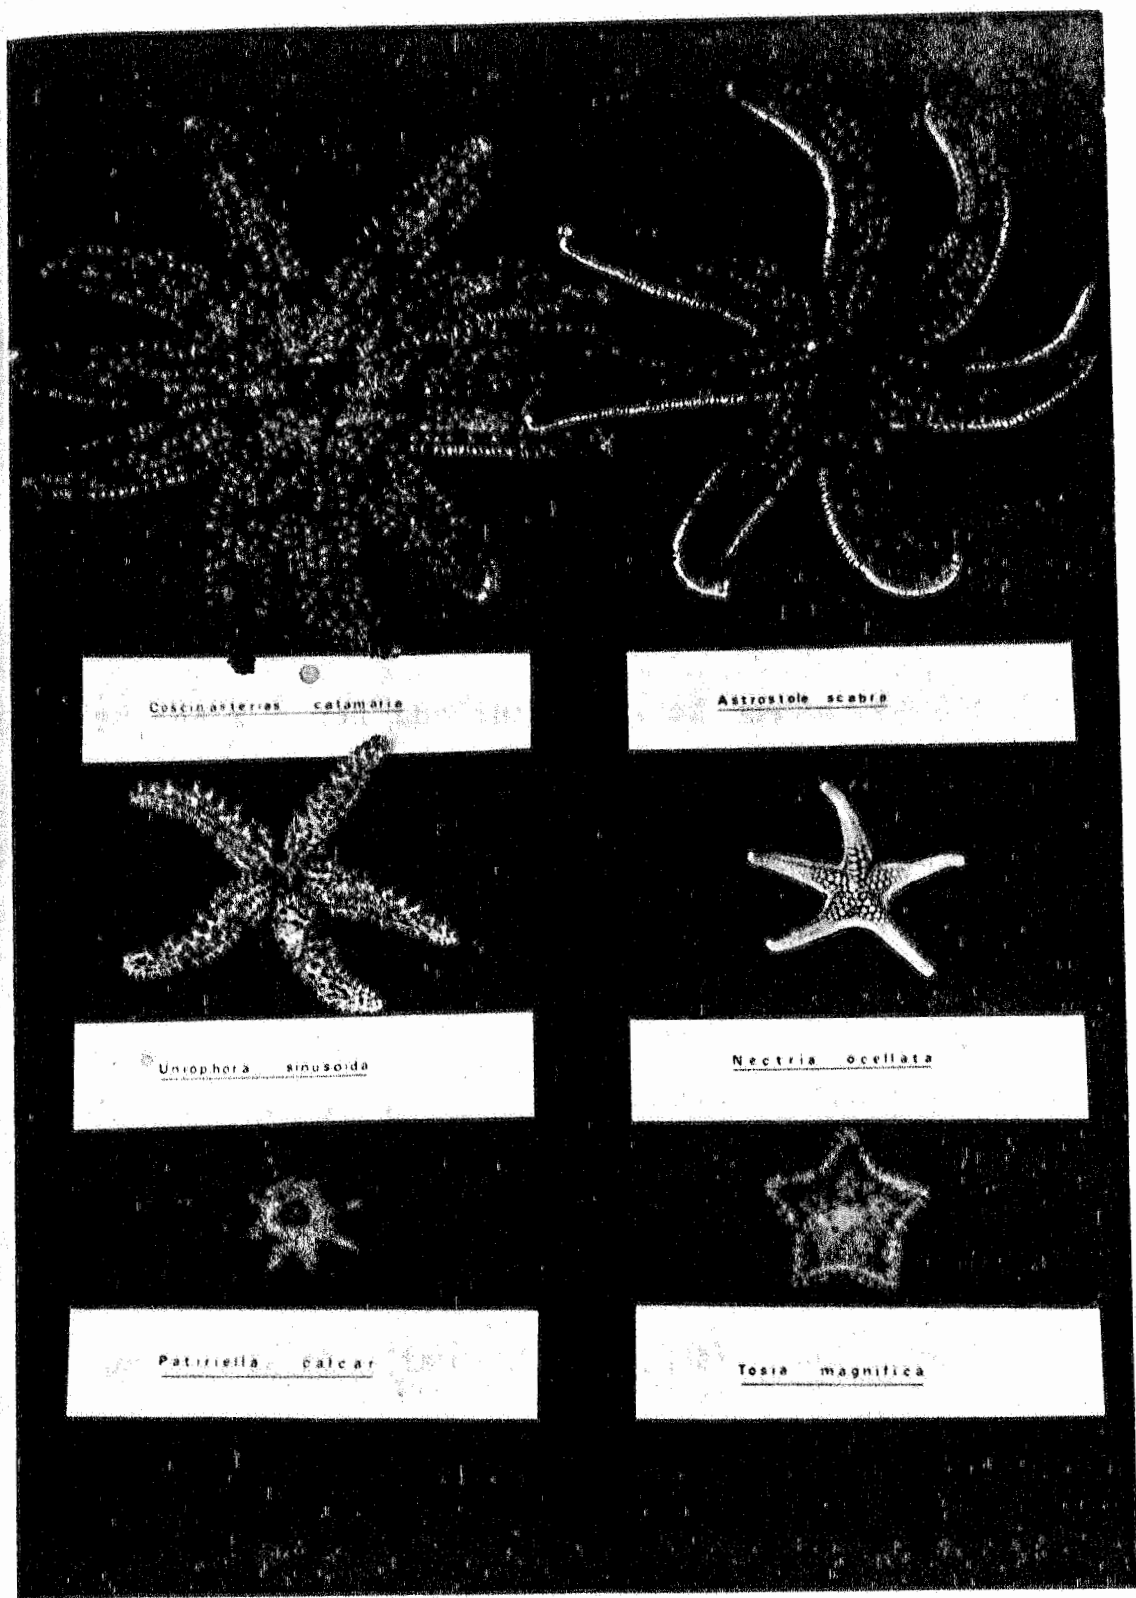 Coscinasterias calamaria
Astrostole scabra
Uniophora sinusoida
Nectria ocellata
Patiriella calcar
Tosia magnifica